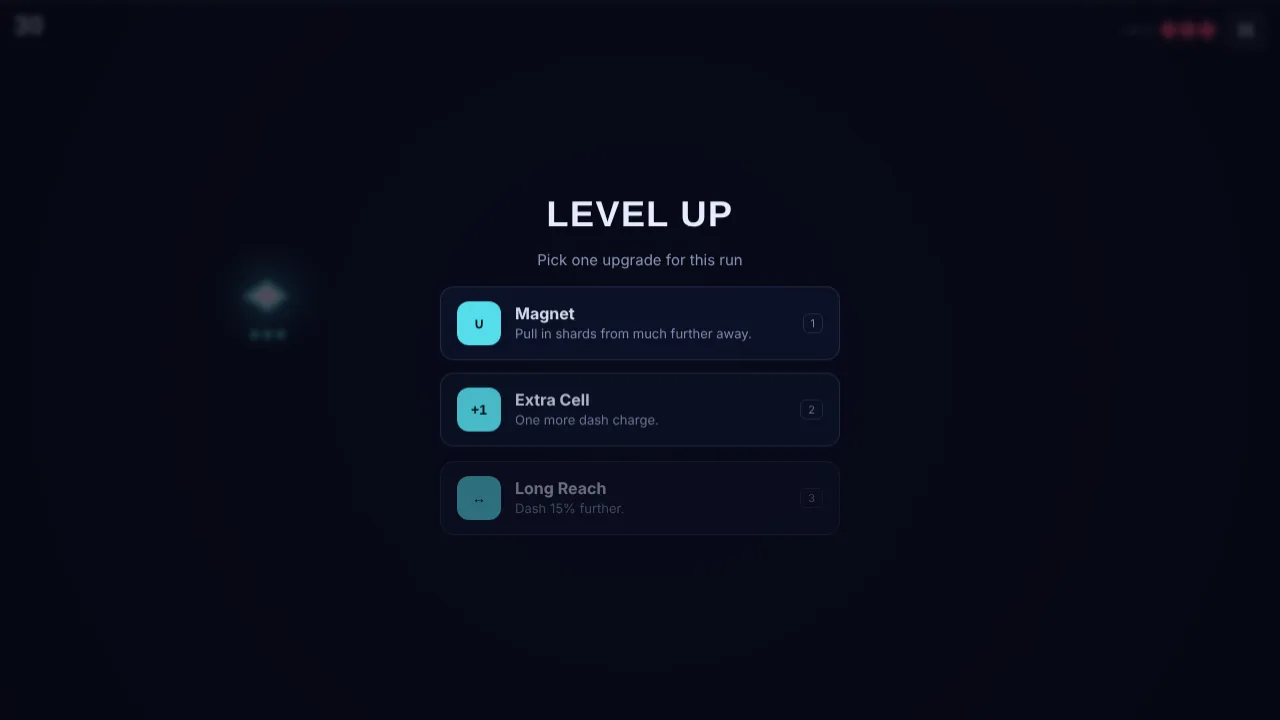 30
LEVEL UP
Pick one upgrade for this run
Magnet
Pull in shards from much further away.
1
+1
Extra Cell
One more dash charge.
2
↔
Long Reach
Dash 15% further.
3